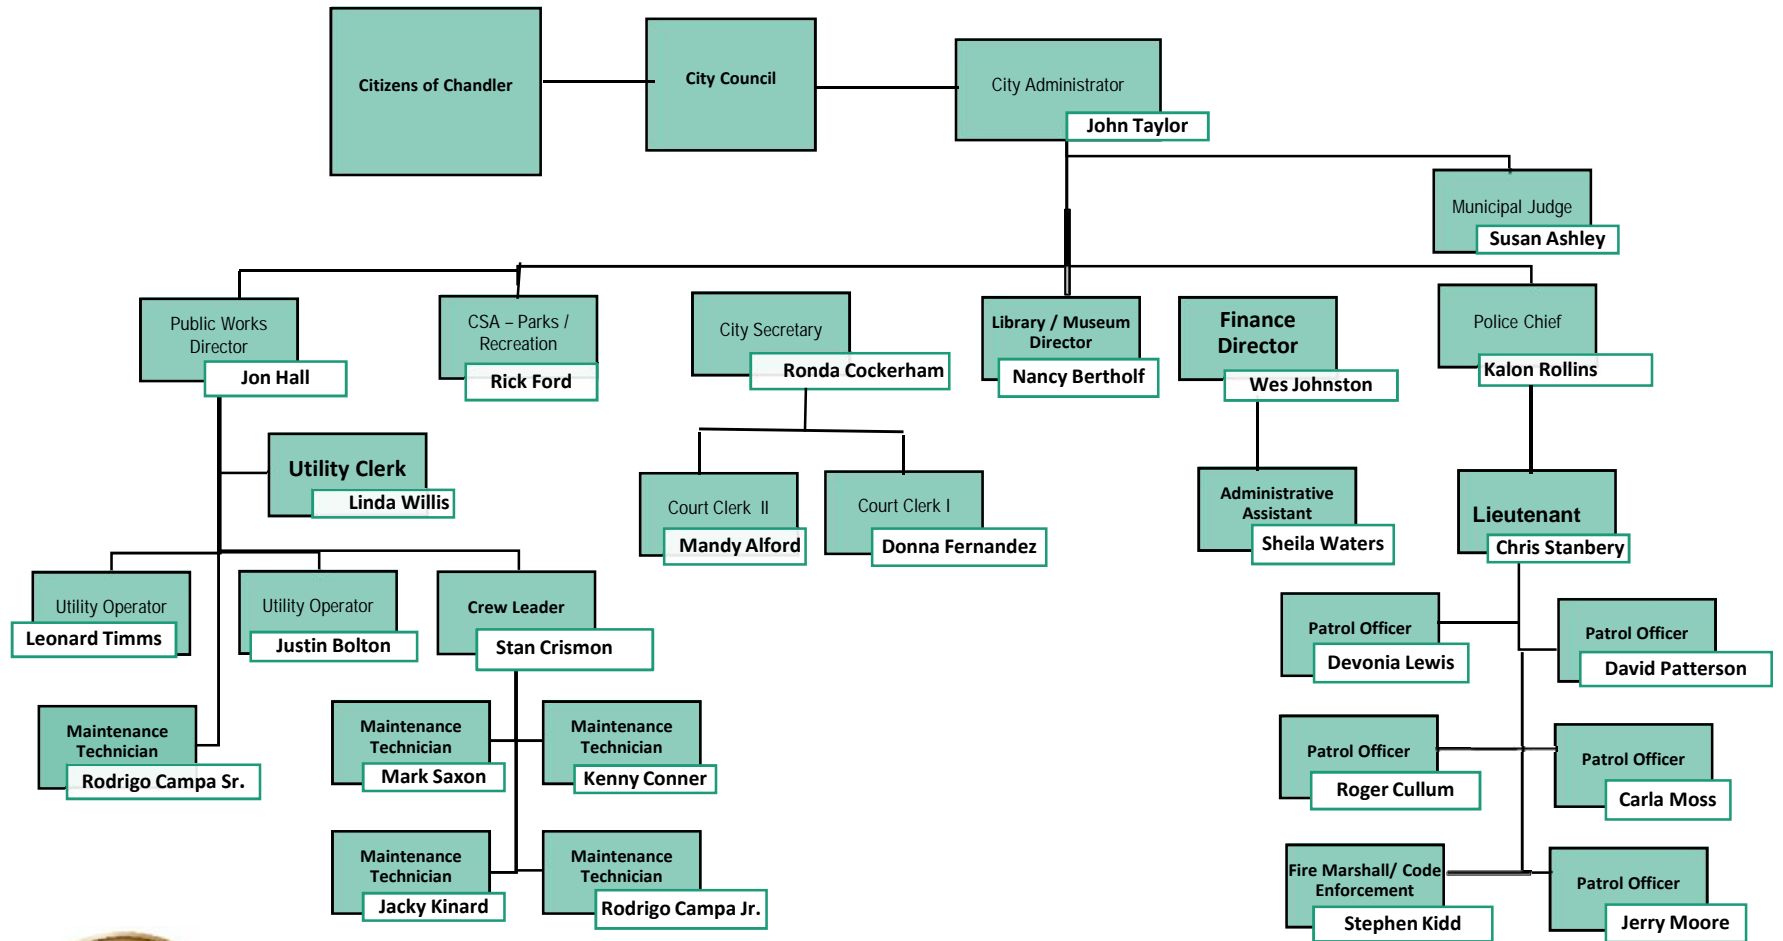 Citizens of Chandler
City Council
City Administrator
John Taylor
Municipal Judge
Susan Ashley
Public Works
Director
Jon Hall
CSA – Parks /
Recreation
Rick Ford
City Secretary
Ronda Cockerham
Library / Museum
Director
Nancy Bertholf
Finance
Director
Wes Johnston
Police Chief
Kalon Rollins
Utility Clerk
Linda Willis
Court Clerk II
Mandy Alford
Court Clerk I
Donna Fernandez
Administrative
Assistant
Sheila Waters
Lieutenant
Chris Stanbery
Utility Operator
Leonard Timms
Utility Operator
Justin Bolton
Crew Leader
Stan Crismon
Patrol Officer
Devonia Lewis
Patrol Officer
David Patterson
Maintenance
Technician
Rodrigo Campa Sr.
Maintenance
Technician
Mark Saxon
Maintenance
Technician
Kenny Conner
Patrol Officer
Roger Cullum
Patrol Officer
Carla Moss
Maintenance
Technician
Jacky Kinard
Maintenance
Technician
Rodrigo Campa Jr.
Fire Marshall/ Code
Enforcement
Stephen Kidd
Patrol Officer
Jerry Moore